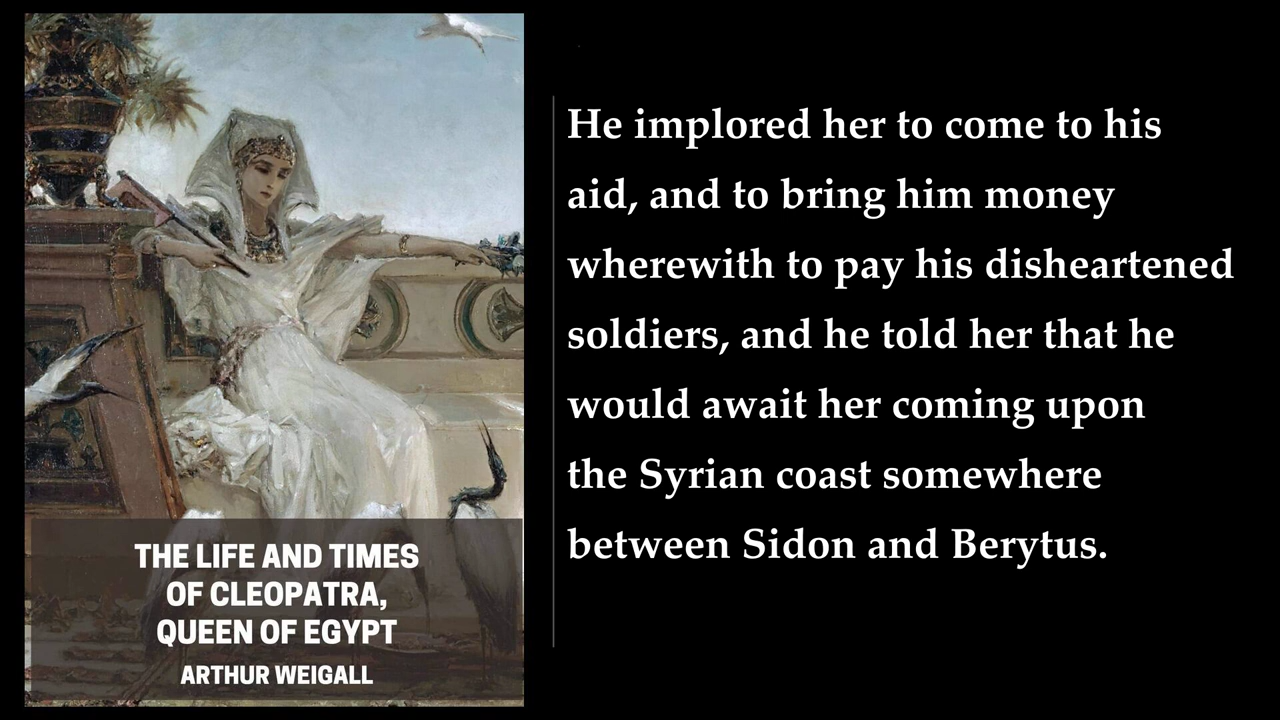 THE LIFE AND TIMES
OF CLEOPATRA,
QUEEN OF EGYPT
ARTHUR WEIGALL
He implored her to come to his
aid, and to bring him money
wherewith to pay his disheartened
soldiers, and he told her that he
would await her coming upon
the Syrian coast somewhere
between Sidon and Berytus.